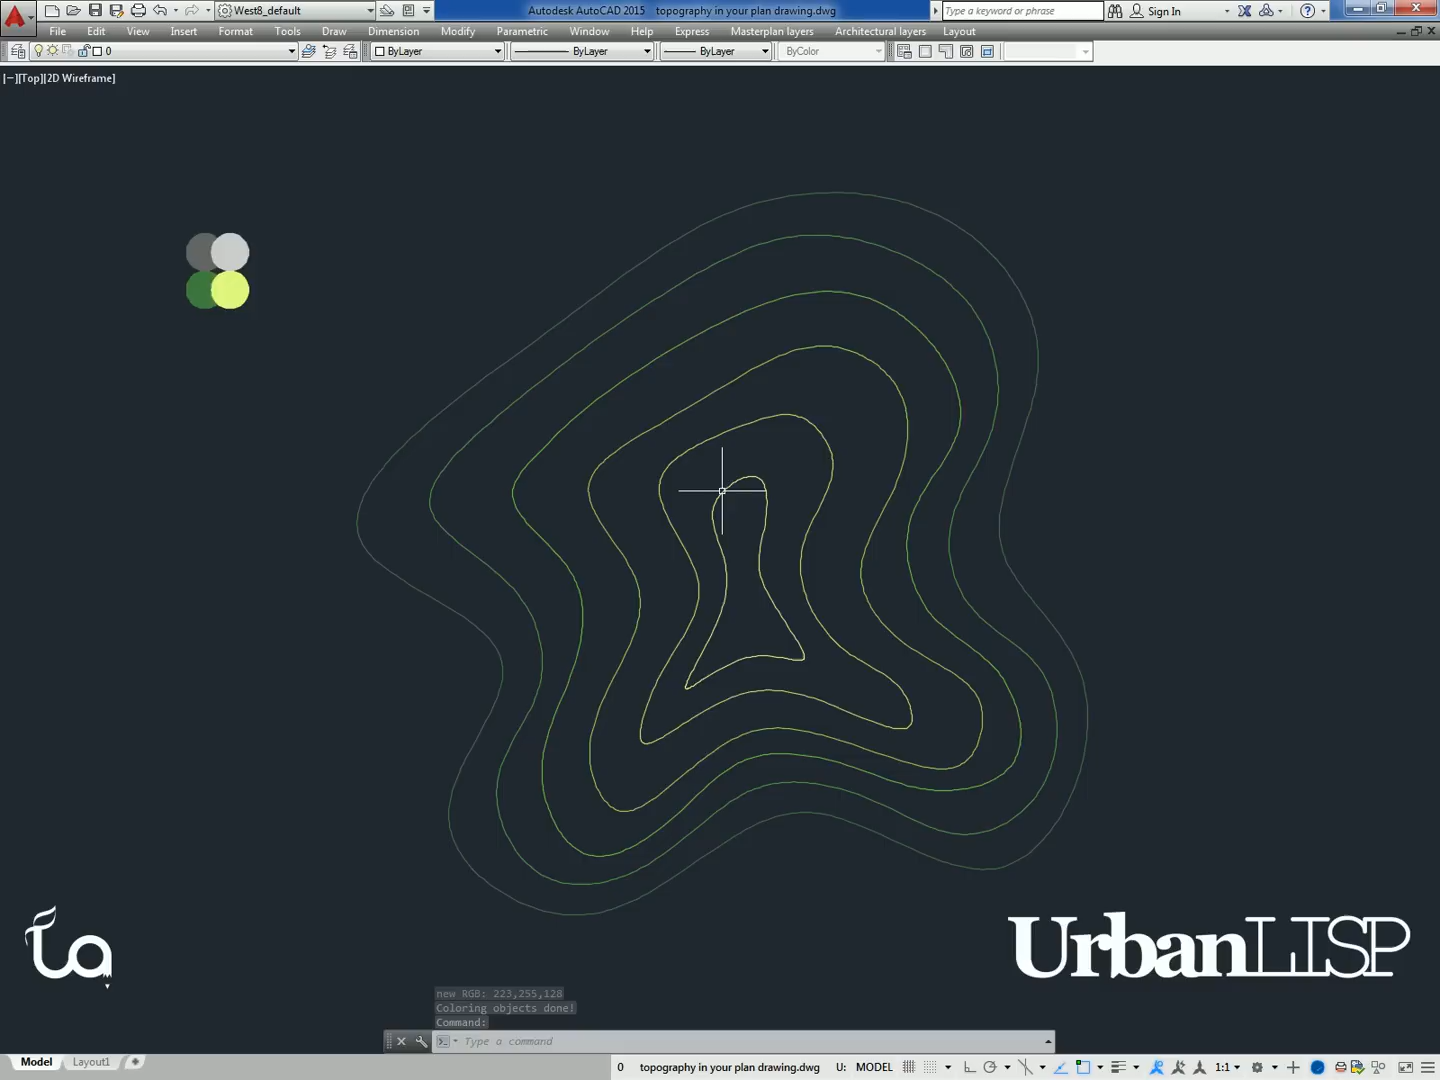 West8_default
Autodesk AutoCAD 2015 topography in your plan drawing.dwg
Type a keyword or phrase
Sign In
File Edit View Insert Format Tools Draw Dimension Modify Parametric Window Help Express Masterplan layers Architectural layers Layout
0
ByLayer
ByLayer
ByLayer
ByColor
[−][Top][2D Wireframe]
ta
UrbanLISP
new RGB: 223,255,128
Coloring objects done!
Command:
Type a command
Model Layout1
0 topography in your plan drawing.dwg U: MODEL 1:1